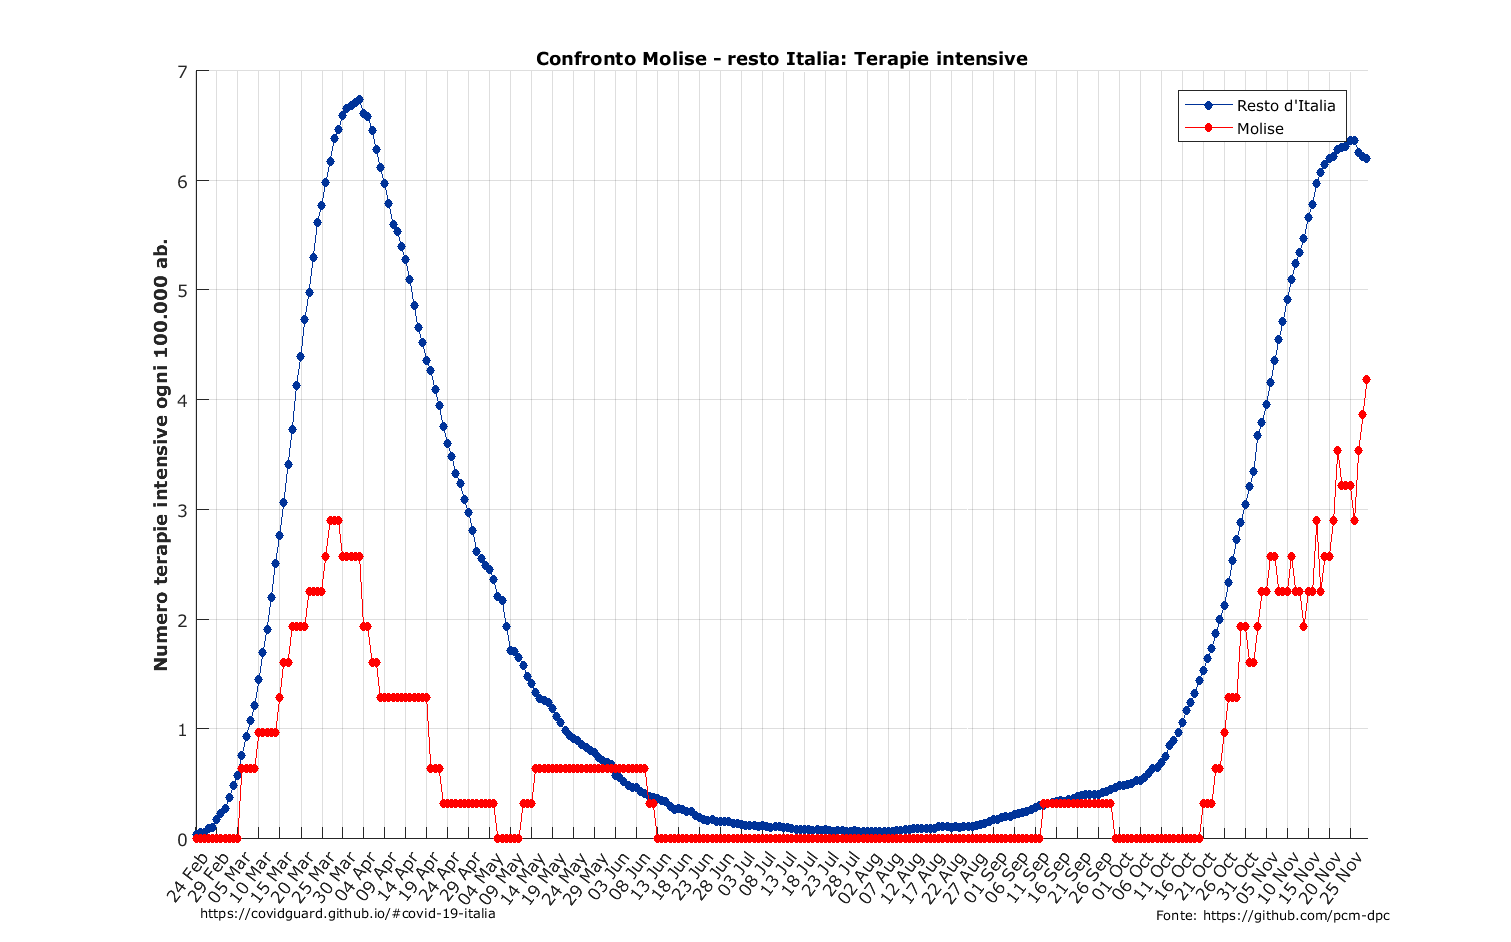 Confronto Molise - resto Italia: Terapie intensive
Resto d'Italia
Molise
Numero terapie intensive ogni 100.000 ab.
7
6
5
4
3
2
1
0
24 Feb
29 Feb
05 Mar
10 Mar
15 Mar
20 Mar
25 Mar
30 Mar
04 Apr
09 Apr
14 Apr
19 Apr
24 Apr
29 Apr
04 May
09 May
14 May
19 May
24 May
29 May
03 Jun
08 Jun
13 Jun
18 Jun
23 Jun
28 Jun
03 Jul
08 Jul
13 Jul
18 Jul
23 Jul
28 Jul
02 Aug
07 Aug
12 Aug
17 Aug
22 Aug
27 Aug
01 Sep
06 Sep
11 Sep
16 Sep
21 Sep
26 Sep
01 Oct
06 Oct
11 Oct
16 Oct
21 Oct
26 Oct
31 Oct
05 Nov
10 Nov
15 Nov
20 Nov
25 Nov
https://covidguard.github.io/#covid-19-italia
Fonte: https://github.com/pcm-dpc